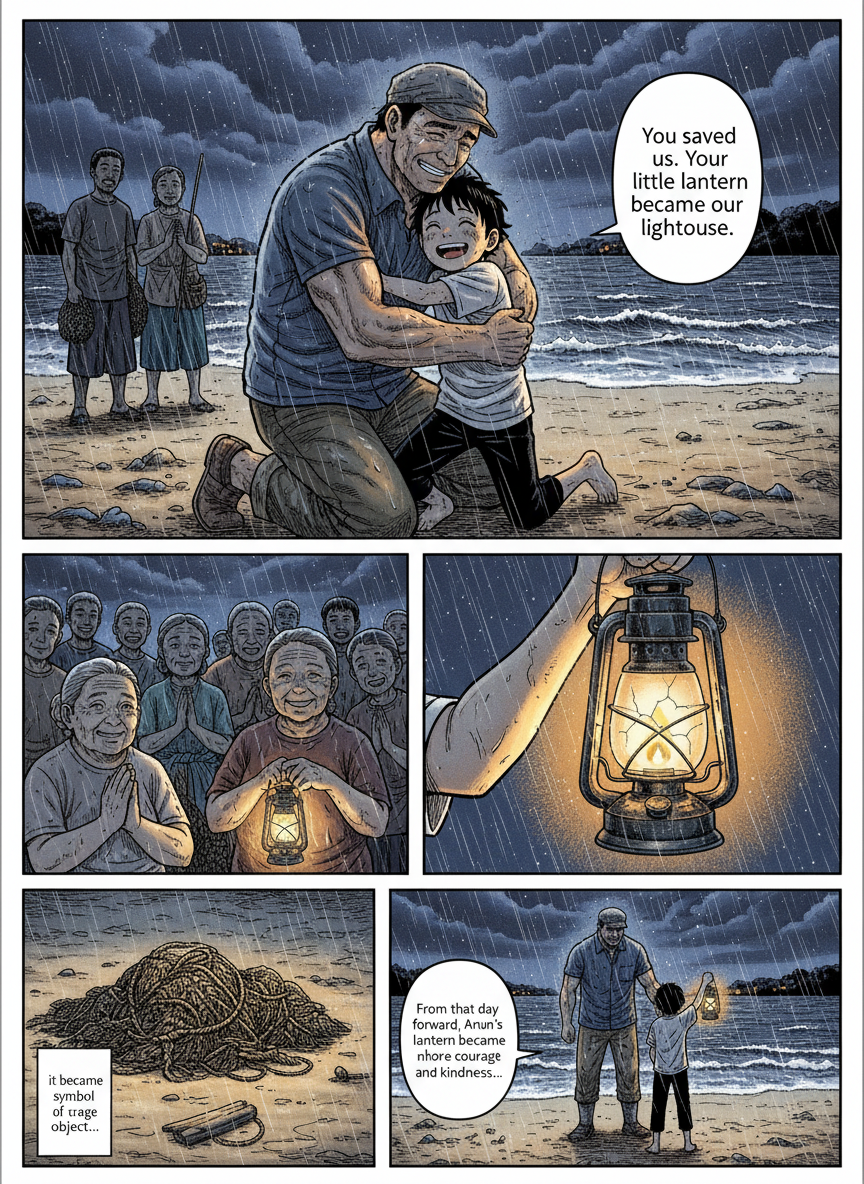 You saved
us. Your
little lantern
became our
lightouse.
it became
symbol
of trage
object...
From that day
forward, Anun's
lantern became
nhore courage
and kindness...